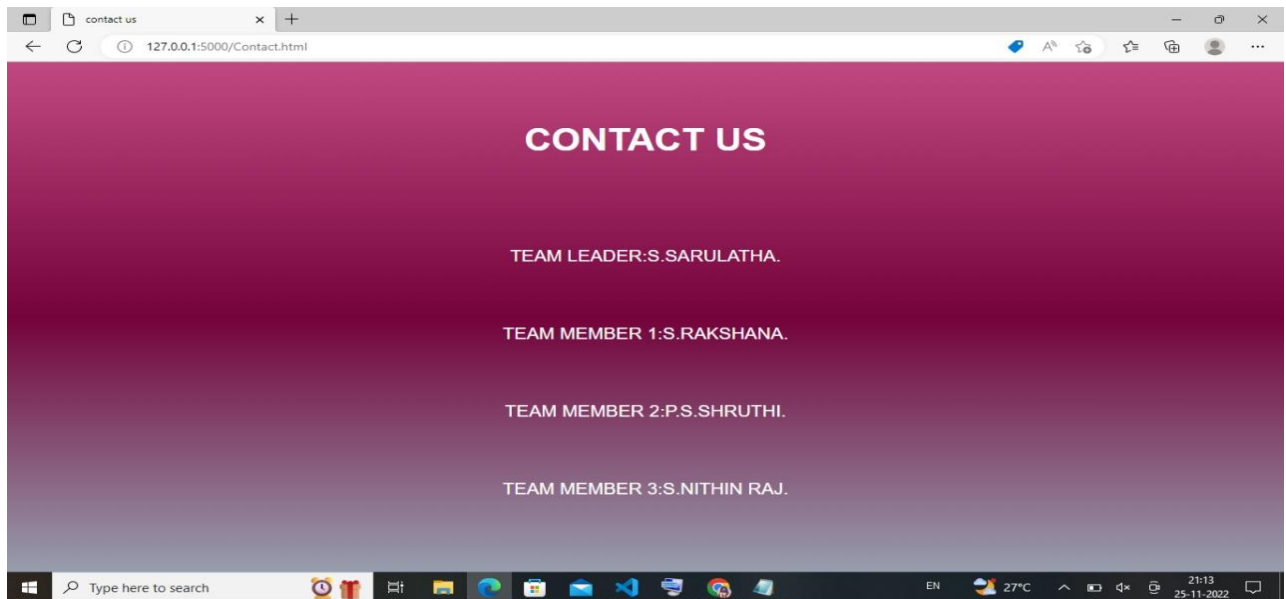 contact us
127.0.0.1:5000/Contact.html
CONTACT US
TEAM LEADER:S.SARULATHA.
TEAM MEMBER 1:S.RAKSHANA.
TEAM MEMBER 2:P.S.SHRUTHI.
TEAM MEMBER 3:S.NITHIN RAJ.
Type here to search
EN
27°C
21:13
25-11-2022